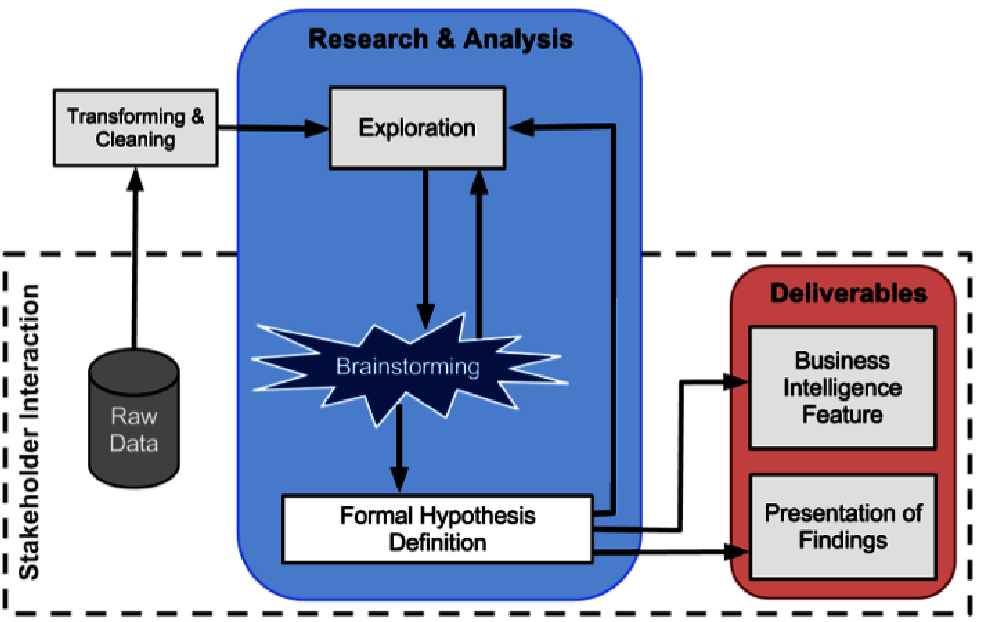 Research & Analysis
Transforming &
Cleaning
Exploration
Stakeholder Interaction
Raw
Data
Brainstorming
Formal Hypothesis
Definition
Deliverables
Business
Intelligence
Feature
Presentation of
Findings